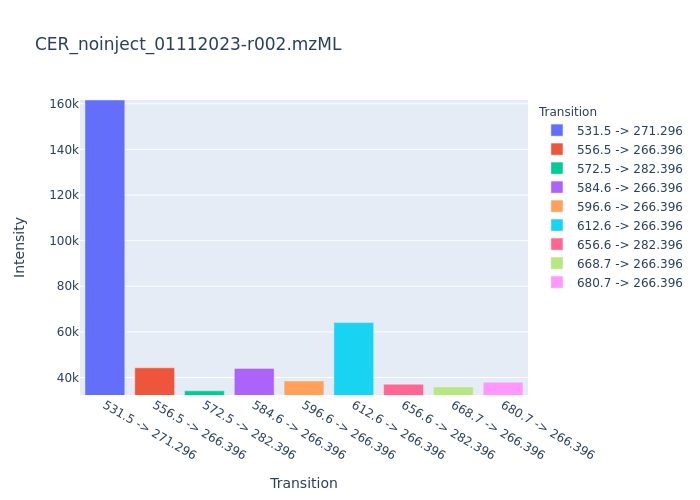 CER_noinject_01112023-r002.mzML
Intensity
160k
140k
120k
100k
80k
60k
40k
531.5 -> 271.296
556.5 -> 266.396
572.5 -> 282.396
584.6 -> 266.396
596.6 -> 266.396
612.6 -> 266.396
656.6 -> 282.396
668.7 -> 266.396
680.7 -> 266.396
Transition
Transition
531.5 -> 271.296
556.5 -> 266.396
572.5 -> 282.396
584.6 -> 266.396
596.6 -> 266.396
612.6 -> 266.396
656.6 -> 282.396
668.7 -> 266.396
680.7 -> 266.396